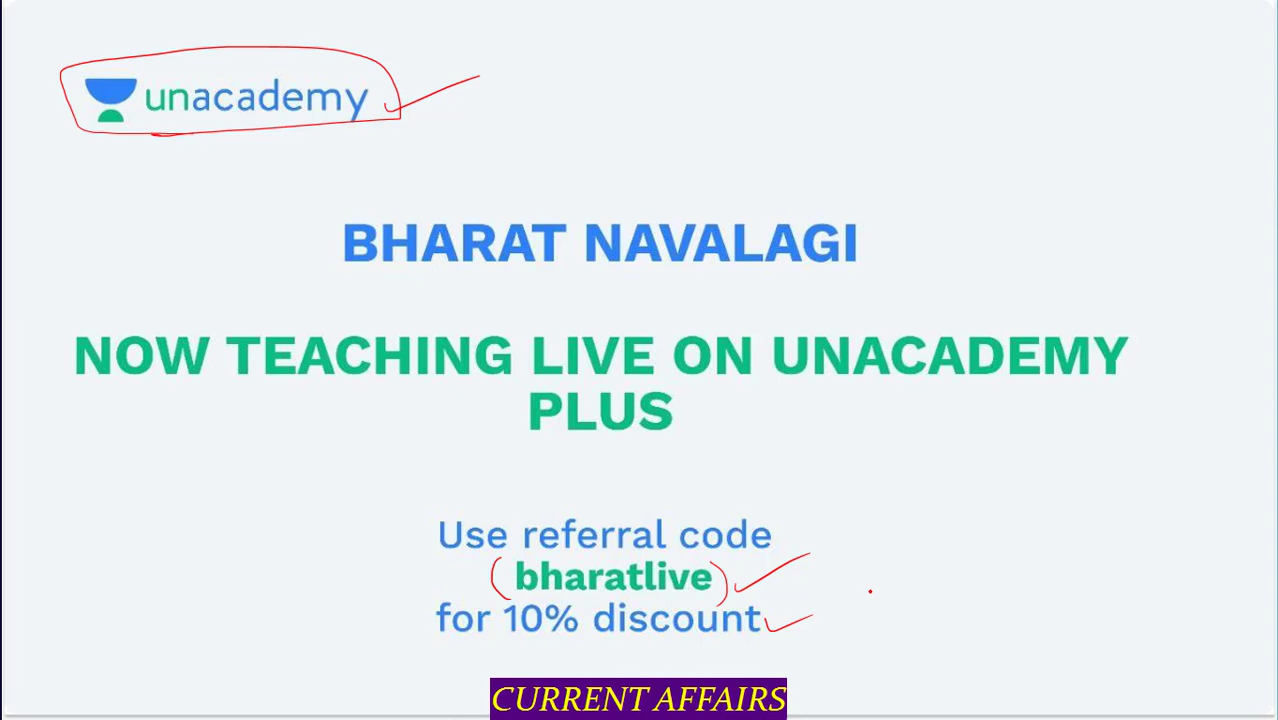 unacademy
BHARAT NAVALAGI
NOW TEACHING LIVE ON UNACADEMY
PLUS
Use referral code
bharatlive
for 10% discount
CURRENT AFFAIRS